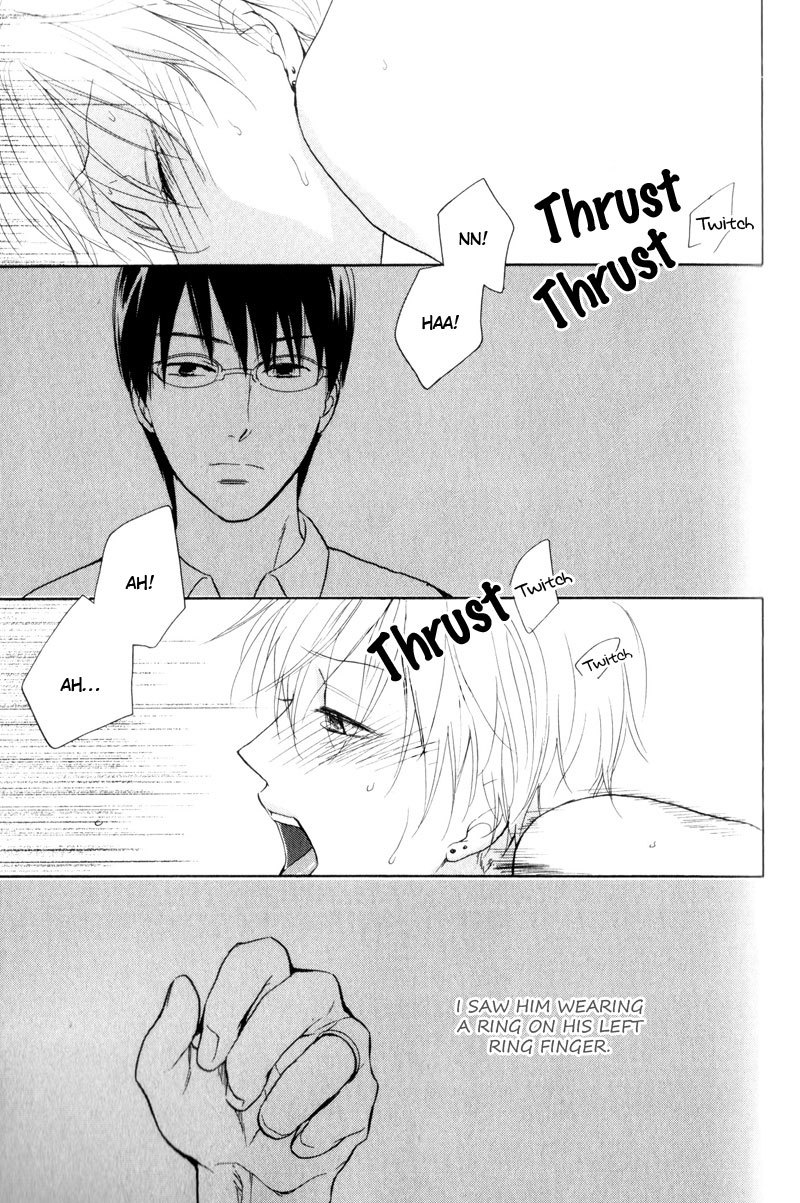 Thrust
Twitch
NN!
Thrust
HAA!
AH!
Thrust
Twitch
Twitch
AH...
I SAW HIM WEARING
A RING ON HIS LEFT
RING FINGER.